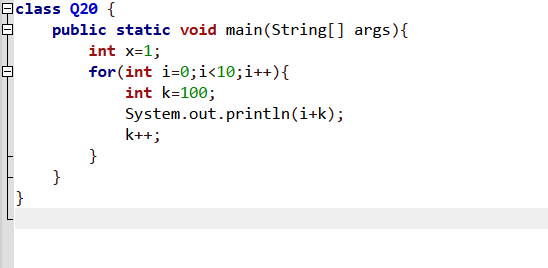 class Q20 {
    public static void main(String[] args){
        int x=1;
        for(int i=0;i<10;i++){
            int k=100;
            System.out.println(i+k);
            k++;
        }
    }
}